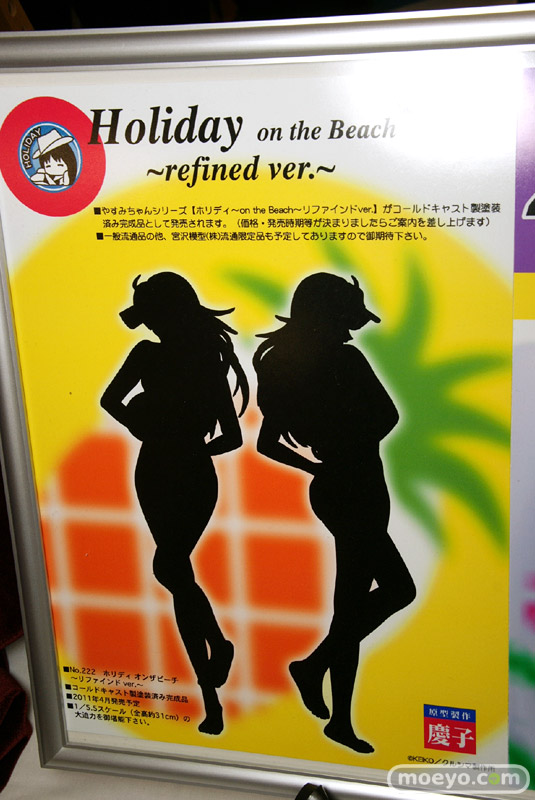 HOLIDAY
Holiday on the Beach
~refined ver.~
■やすみちゃんシリーズ【ホリディ~on the Beach~リファインドver.】がコールドキャスト製塗装
済み完成品として発売されます。(価格・発売時期等が決まりましたらご案内を差し上げます)
■一般流通品の他、宮沢模型(株)流通限定品も予定しておりますので御期待下さい。
■No.222 ホリディ オンザビーチ
~リファインド ver.~
■コールドキャスト製塗装済み完成品
■2011年4月発売予定
■1/5.5スケール(全高約31cm)の
大迫力を御堪能下さい。
原型製作
慶子
©KEIKO/クルシマ製作所
moeyo.com